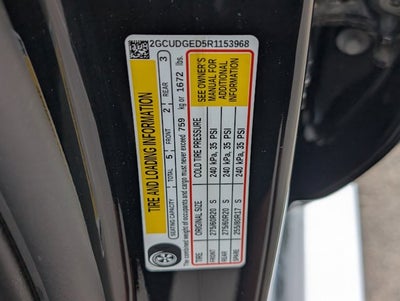 2GCUDGED5R1153968
TIRE AND LOADING INFORMATION
SEATING CAPACITY TOTAL 5 FRONT 2 REAR 3
The combined weight of occupants and cargo must never exceed 759 kg or 1672 lbs.
TIRE ORIGINAL SIZE COLD TIRE PRESSURE
FRONT 275/60R20 S 240 kPa, 35 PSI
REAR 275/60R20 S 240 kPa, 35 PSI
SPARE 255/80R17 S 240 kPa, 35 PSI
SEE OWNER'S
MANUAL FOR
ADDITIONAL
INFORMATION